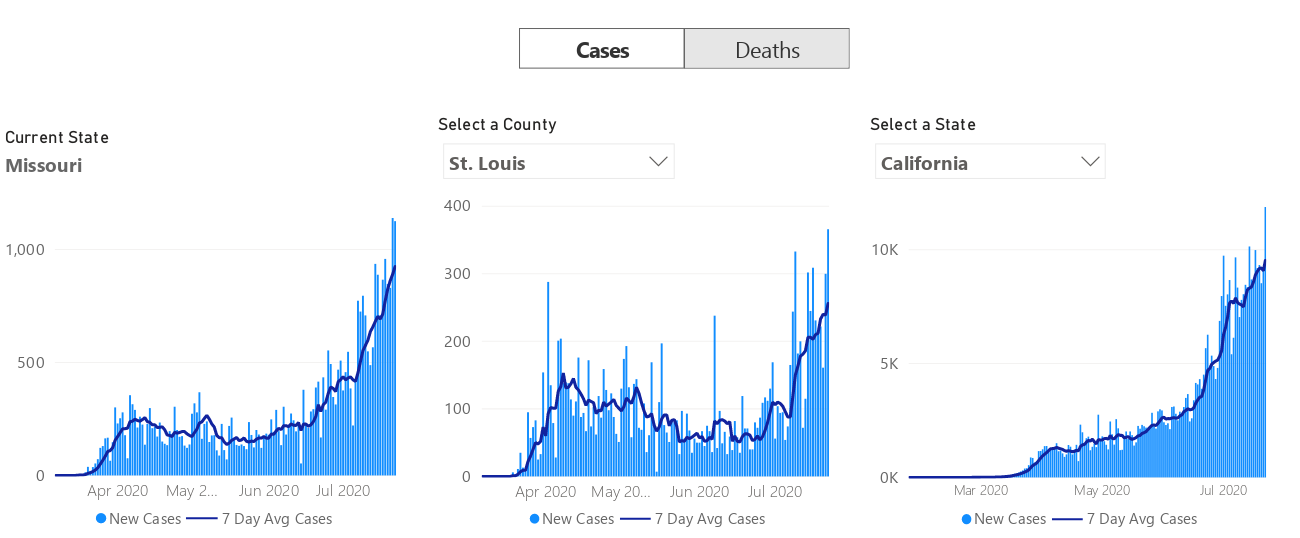 Cases Deaths
Current State
Missouri
1,000
500
0
Apr 2020 May 2... Jun 2020 Jul 2020
New Cases 7 Day Avg Cases
Select a County
St. Louis
400
300
200
100
0
Apr 2020 May 20... Jun 2020 Jul 2020
New Cases 7 Day Avg Cases
Select a State
California
10K
5K
0K
Mar 2020 May 2020 Jul 2020
New Cases 7 Day Avg Cases